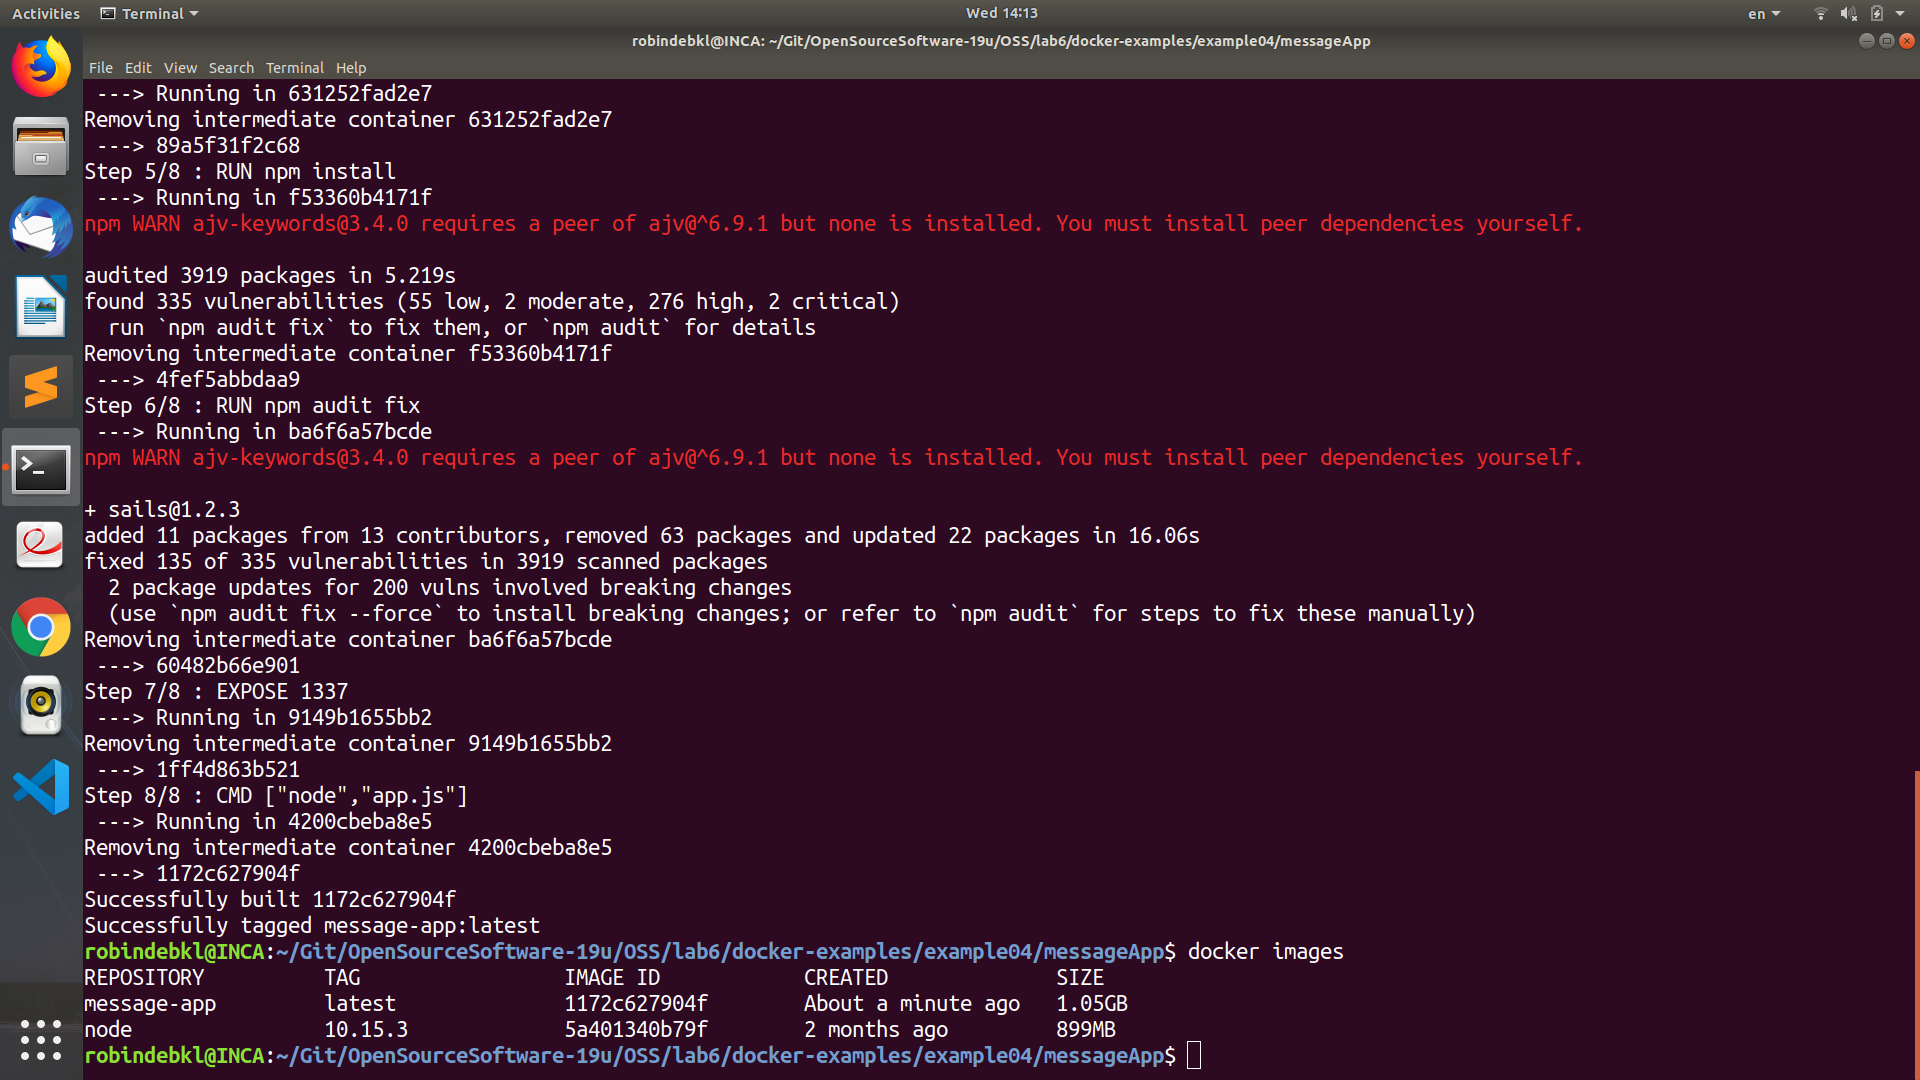 Activities Terminal Wed 14:13 en
robindebkl@INCA: ~/Git/OpenSourceSoftware-19u/OSS/lab6/docker-examples/example04/messageApp
File Edit View Search Terminal Help
 ---> Running in 631252fad2e7
Removing intermediate container 631252fad2e7
 ---> 89a5f31f2c68
Step 5/8 : RUN npm install
 ---> Running in f53360b4171f
npm WARN ajv-keywords@3.4.0 requires a peer of ajv@^6.9.1 but none is installed. You must install peer dependencies yourself.
audited 3919 packages in 5.219s
found 335 vulnerabilities (55 low, 2 moderate, 276 high, 2 critical)
  run `npm audit fix` to fix them, or `npm audit` for details
Removing intermediate container f53360b4171f
 ---> 4fef5abbdaa9
Step 6/8 : RUN npm audit fix
 ---> Running in ba6f6a57bcde
npm WARN ajv-keywords@3.4.0 requires a peer of ajv@^6.9.1 but none is installed. You must install peer dependencies yourself.
+ sails@1.2.3
added 11 packages from 13 contributors, removed 63 packages and updated 22 packages in 16.06s
fixed 135 of 335 vulnerabilities in 3919 scanned packages
  2 package updates for 200 vulns involved breaking changes
  (use `npm audit fix --force` to install breaking changes; or refer to `npm audit` for steps to fix these manually)
Removing intermediate container ba6f6a57bcde
 ---> 60482b66e901
Step 7/8 : EXPOSE 1337
 ---> Running in 9149b1655bb2
Removing intermediate container 9149b1655bb2
 ---> 1ff4d863b521
Step 8/8 : CMD ["node","app.js"]
 ---> Running in 4200cbeba8e5
Removing intermediate container 4200cbeba8e5
 ---> 1172c627904f
Successfully built 1172c627904f
Successfully tagged message-app:latest
robindebkl@INCA:~/Git/OpenSourceSoftware-19u/OSS/lab6/docker-examples/example04/messageApp$ docker images
REPOSITORY          TAG                 IMAGE ID            CREATED              SIZE
message-app         latest              1172c627904f        About a minute ago   1.05GB
node                10.15.3             5a401340b79f        2 months ago         899MB
robindebkl@INCA:~/Git/OpenSourceSoftware-19u/OSS/lab6/docker-examples/example04/messageApp$